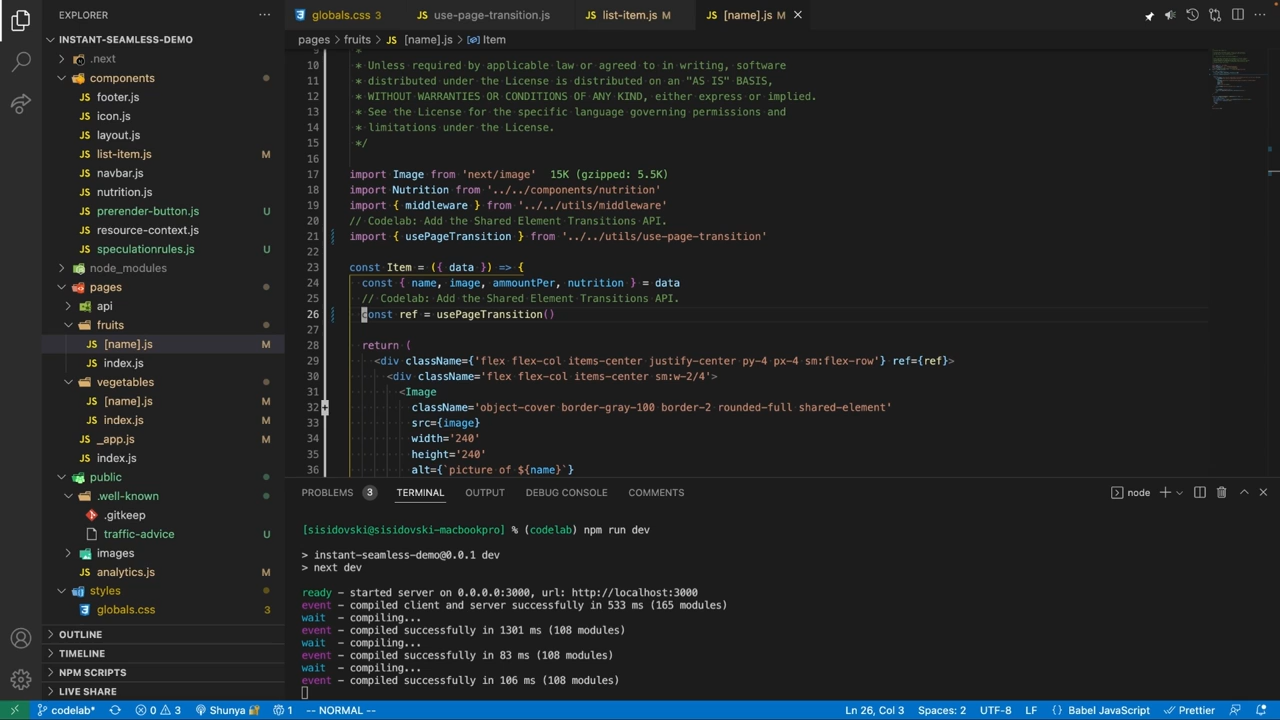 EXPLORER
INSTANT-SEAMLESS-DEMO
.next
components
footer.js
icon.js
layout.js
list-item.js M
navbar.js
nutrition.js
prerender-button.js U
resource-context.js
speculationrules.js U
node_modules
pages
api
fruits
[name].js M
index.js
vegetables
[name].js M
index.js M
_app.js M
index.js
public
.well-known
.gitkeep
traffic-advice U
images
analytics.js M
styles
globals.css 3
OUTLINE
TIMELINE
NPM SCRIPTS
LIVE SHARE
globals.css 3
use-page-transition.js
list-item.js M
[name].js M
pages > fruits > JS [name].js > Item
9 *
10 * Unless required by applicable law or agreed to in writing, software
11 * distributed under the License is distributed on an "AS IS" BASIS,
12 * WITHOUT WARRANTIES OR CONDITIONS OF ANY KIND, either express or implied.
13 * See the License for the specific language governing permissions and
14 * limitations under the License.
15 */
16
17 import Image from 'next/image' 15K (gzipped: 5.5K)
18 import Nutrition from '../../components/nutrition'
19 import { middleware } from '../../utils/middleware'
20 // Codelab: Add the Shared Element Transitions API.
21 import { usePageTransition } from '../../utils/use-page-transition'
22
23 const Item = ({ data }) => {
24 const { name, image, ammountPer, nutrition } = data
25 // Codelab: Add the Shared Element Transitions API.
26 const ref = usePageTransition()
27
28 return (
29 <div className={'flex flex-col items-center justify-center py-4 px-4 sm:flex-row'} ref={ref}>
30 <div className='flex flex-col items-center sm:w-2/4'>
31 <Image
32 className='object-cover border-gray-100 border-2 rounded-full shared-element'
33 src={image}
34 width='240'
35 height='240'
36 alt={`picture of ${name}`}
PROBLEMS 3 TERMINAL OUTPUT DEBUG CONSOLE COMMENTS
node
[sisidovski@sisidovski-macbookpro] % (codelab) npm run dev
> instant-seamless-demo@0.0.1 dev
> next dev
ready - started server on 0.0.0.0:3000, url: http://localhost:3000
event - compiled client and server successfully in 533 ms (165 modules)
wait - compiling...
event - compiled successfully in 1301 ms (108 modules)
wait - compiling...
event - compiled successfully in 83 ms (108 modules)
wait - compiling...
event - compiled successfully in 106 ms (108 modules)
codelab* 0 3 Shunya 1 -- NORMAL -- Ln 26, Col 3 Spaces: 2 UTF-8 LF {} Babel JavaScript Prettier